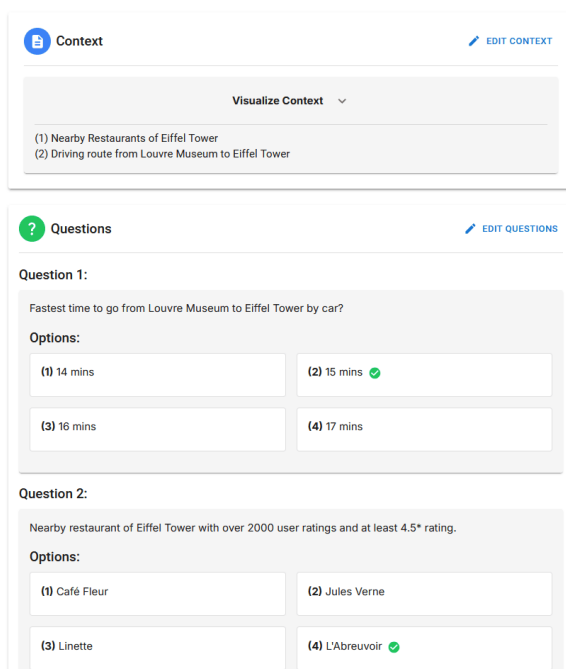 Context
EDIT CONTEXT
Visualize Context
(1) Nearby Restaurants of Eiffel Tower
(2) Driving route from Louvre Museum to Eiffel Tower
?
Questions
EDIT QUESTIONS
Question 1:
Fastest time to go from Louvre Museum to Eiffel Tower by car?
Options:
(1) 14 mins
(2) 15 mins
(3) 16 mins
(4) 17 mins
Question 2:
Nearby restaurant of Eiffel Tower with over 2000 user ratings and at least 4.5* rating.
Options:
(1) Café Fleur
(2) Jules Verne
(3) Linette
(4) L'Abreuvoir